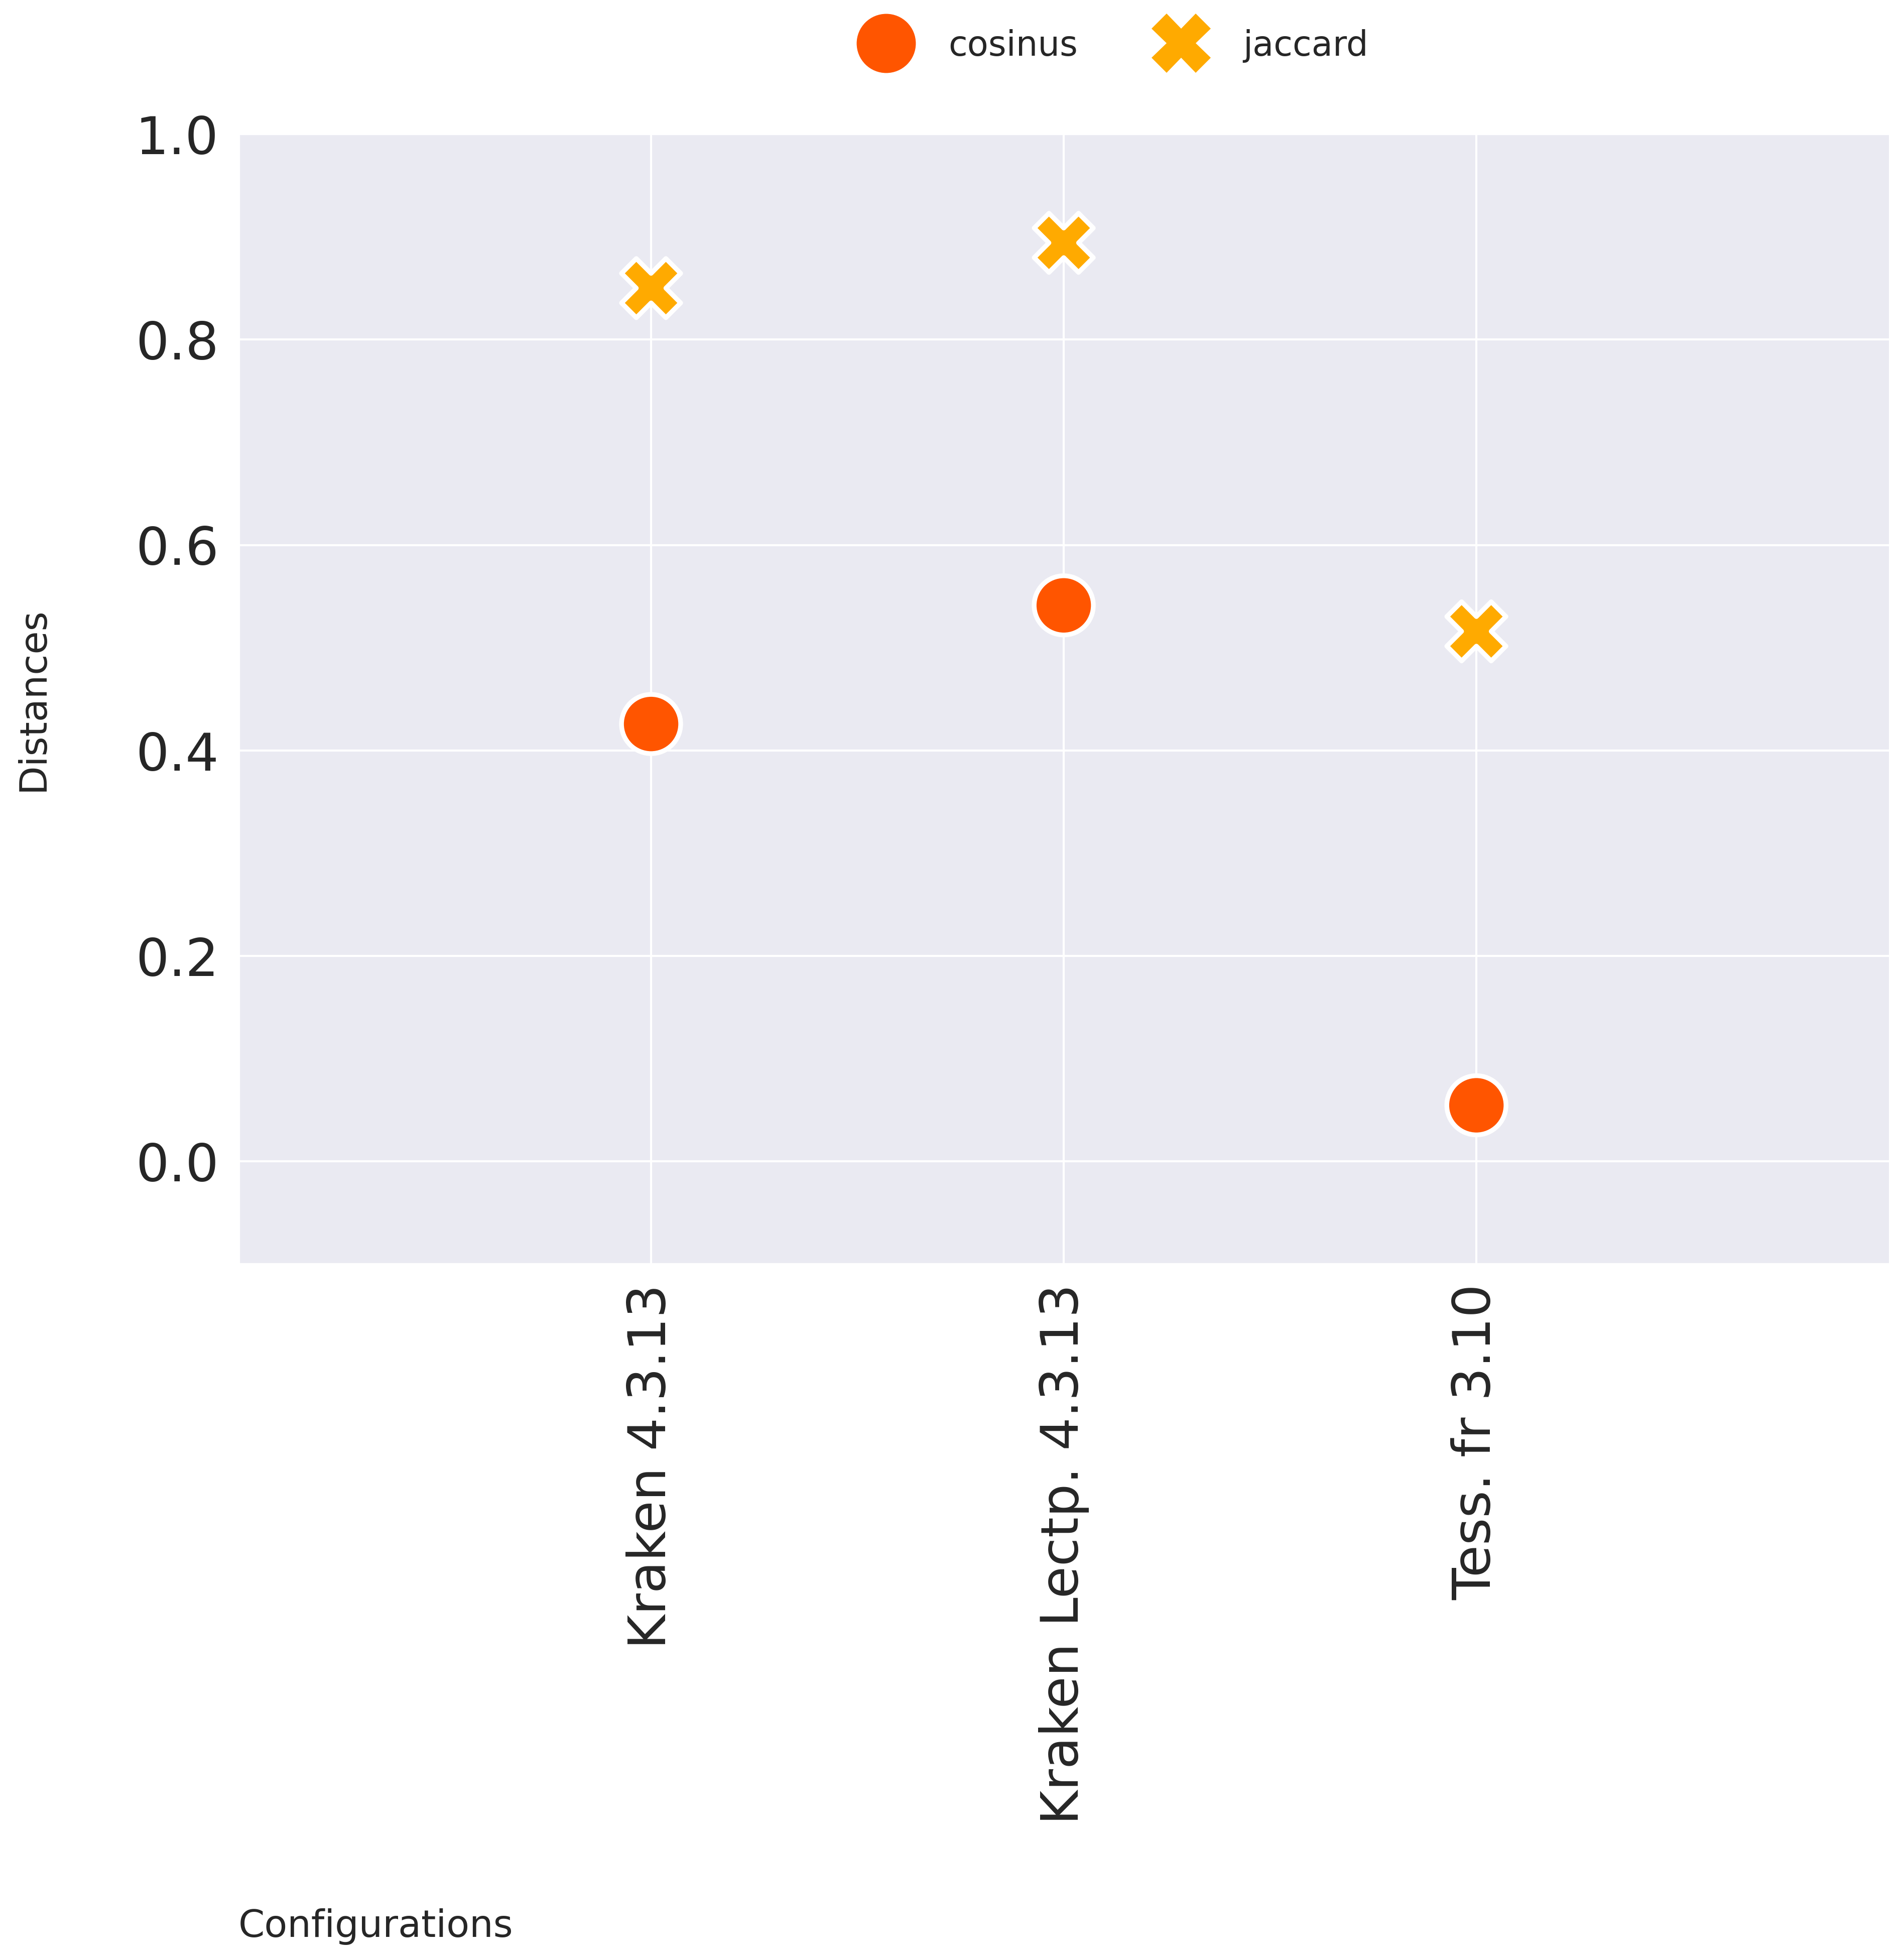 cosinus jaccard
1.0
0.8
0.6
0.4
0.2
0.0
Distances
Kraken 4.3.13
Kraken Lectp. 4.3.13
Tess. fr 3.10
Configurations